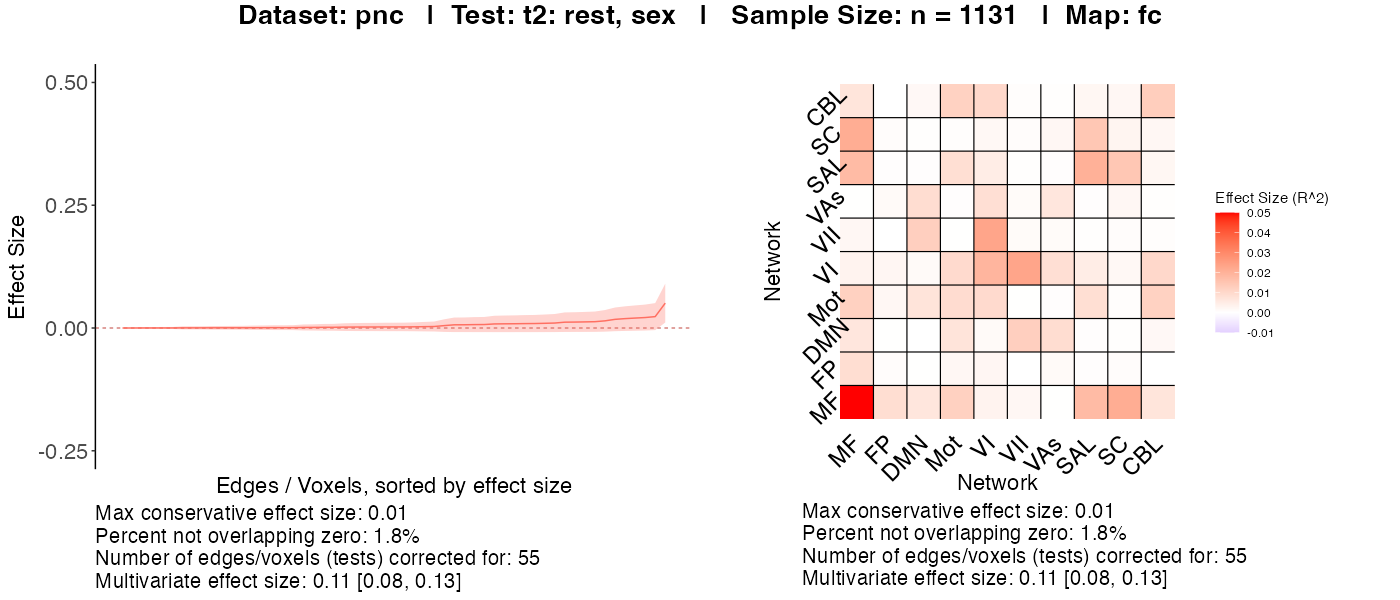 Dataset: pnc | Test: t2: rest, sex | Sample Size: n = 1131 | Map: fc
0.50
0.25
0.00
-0.25
Effect Size
Edges / Voxels, sorted by effect size
Max conservative effect size: 0.01
Percent not overlapping zero: 1.8%
Number of edges/voxels (tests) corrected for: 55
Multivariate effect size: 0.11 [0.08, 0.13]
Network
CBL
SC
SAL
VAs
VII
VI
Mot
DMN
FP
MF
MF FP DMN Mot VI VII VAs SAL SC CBL
Network
Effect Size (R^2)
0.05
0.04
0.03
0.02
0.01
0.00
-0.01
Max conservative effect size: 0.01
Percent not overlapping zero: 1.8%
Number of edges/voxels (tests) corrected for: 55
Multivariate effect size: 0.11 [0.08, 0.13]